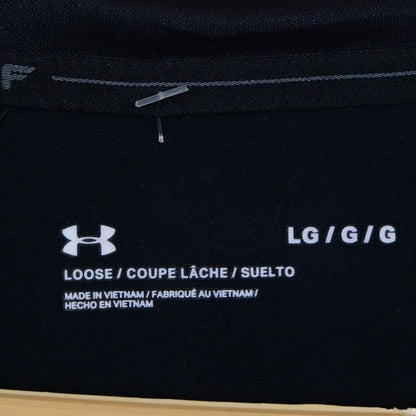 F
LG / G / G
LOOSE / COUPE LÂCHE / SUELTO
MADE IN VIETNAM / FABRIQUÉ AU VIETNAM /
HECHO EN VIETNAM